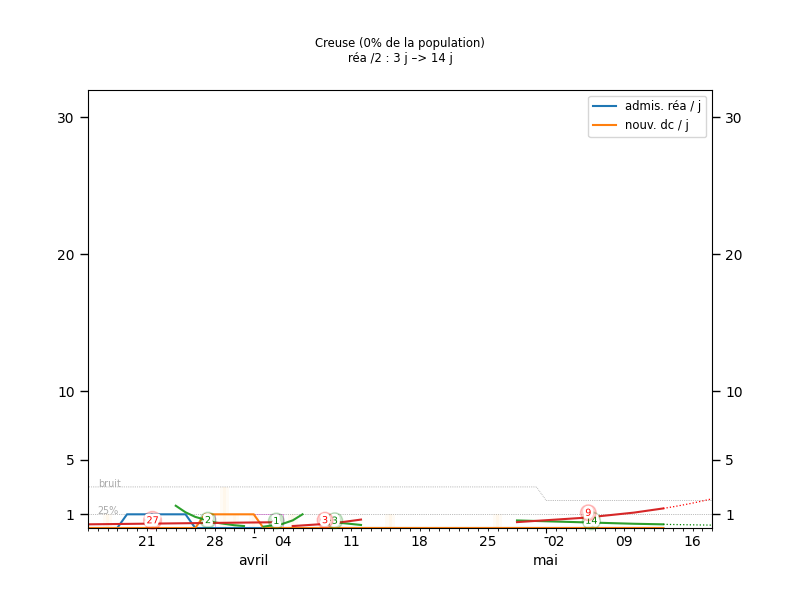 Creuse (0% de la population)
réa /2 : 3 j –> 14 j
admis. réa / j
nouv. dc / j
30 30
20 20
10 10
5 5
1 1
bruit
25%
27 2 1 3 3 9 14
21 28 - 04 11 18 25 02 09 16
avril mai